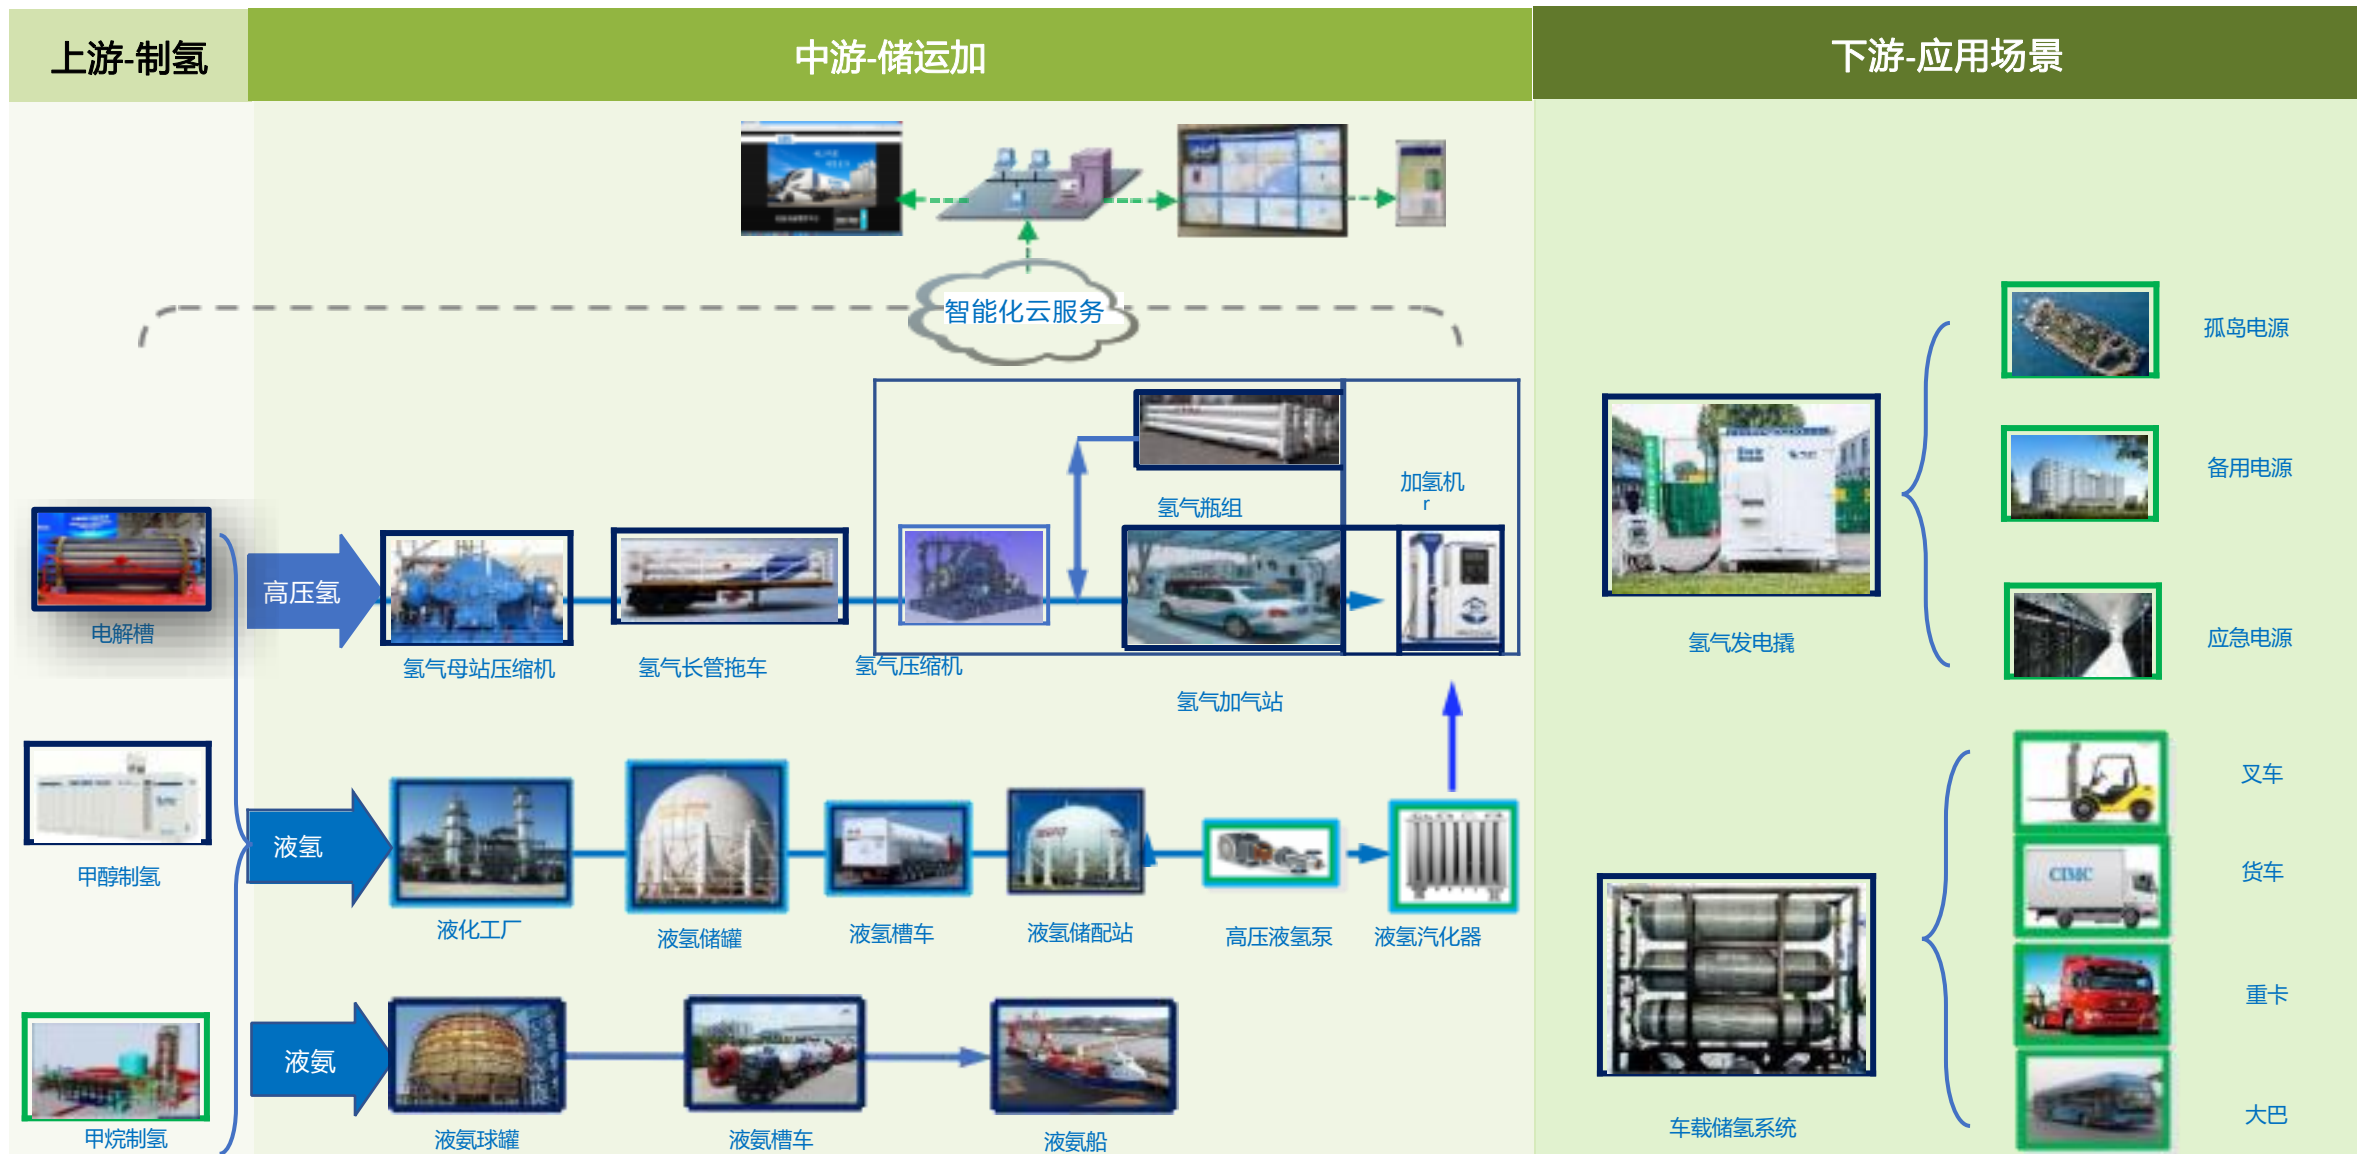 上游-制氢
中游-储运加
下游-应用场景
智能化云服务
孤岛电源
备用电源
应急电源
氢气发电撬
加氢机
r
氢气瓶组
高压氢
电解槽
氢气母站压缩机
氢气长管拖车
氢气压缩机
氢气加气站
甲醇制氢
液氢
液化工厂
液氢储罐
液氢槽车
液氢储配站
高压液氢泵
液氢汽化器
叉车
CIMC
货车
重卡
大巴
车载储氢系统
甲烷制氢
液氨
液氨球罐
液氨槽车
液氨船